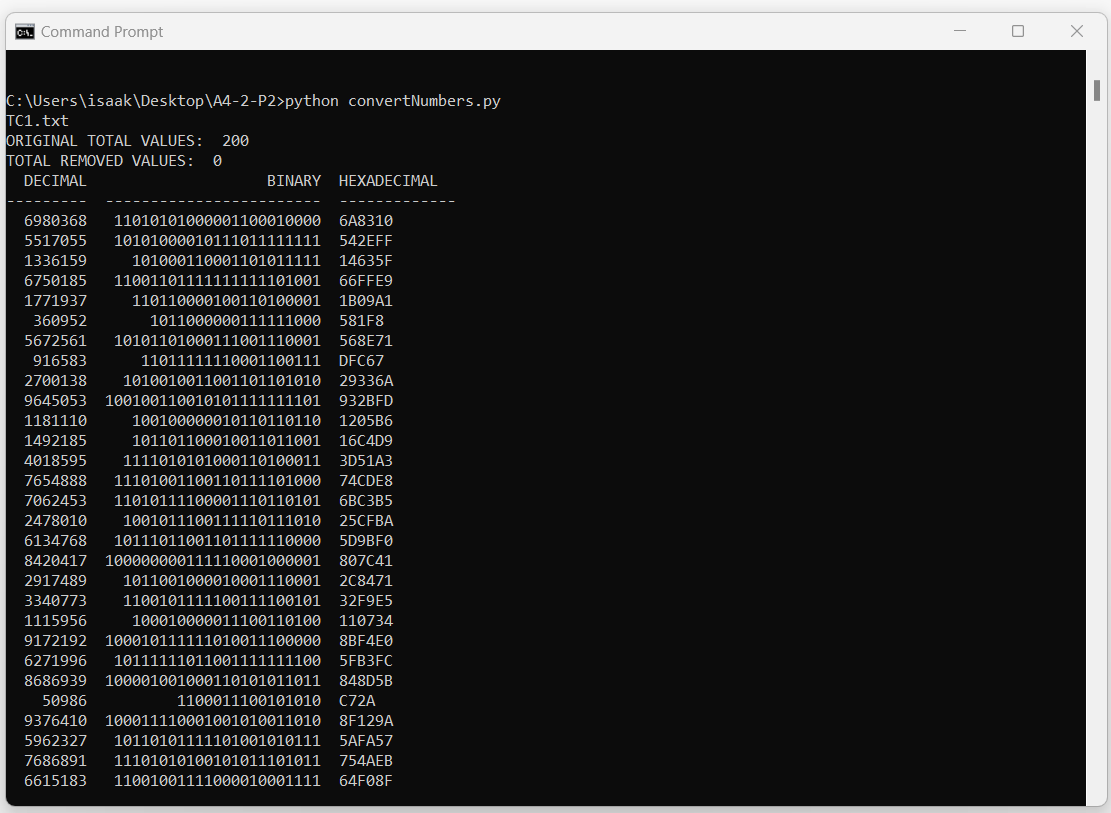 Command Prompt
C:\Users\isaak\Desktop\A4-2-P2>python convertNumbers.py
TC1.txt
ORIGINAL TOTAL VALUES:  200
TOTAL REMOVED VALUES:  0
  DECIMAL                    BINARY  HEXADECIMAL
---------  ------------------------  -------------
  6980368   11010101000001100010000  6A8310
  5517055   10101000010111011111111  542EFF
  1336159     101000110001101011111  14635F
  6750185   11001101111111111101001  66FFE9
  1771937     110110000100110100001  1B09A1
   360952       1011000000111111000  581F8
  5672561   10101101000111001110001  568E71
   916583      11011111110001100111  DFC67
  2700138    1010010011001101101010  29336A
  9645053  100100110010101111111101  932BFD
  1181110     100100000010110110110  1205B6
  1492185     101101100010011011001  16C4D9
  4018595    1111010101000110100011  3D51A3
  7654888   11101001100110111101000  74CDE8
  7062453   11010111100001110110101  6BC3B5
  2478010    1001011100111110111010  25CFBA
  6134768   10111011001101111110000  5D9BF0
  8420417  100000000111110001000001  807C41
  2917489    1011001000010001110001  2C8471
  3340773    1100101111100111100101  32F9E5
  1115956     100010000011100110100  110734
  9172192  100010111111010011100000  8BF4E0
  6271996   10111111011001111111100  5FB3FC
  8686939  100001001000110101011011  848D5B
    50986          1100011100101010  C72A
  9376410  100011110001001010011010  8F129A
  5962327   10110101111101001010111  5AFA57
  7686891   11101010100101011101011  754AEB
  6615183   11001001111000010001111  64F08F